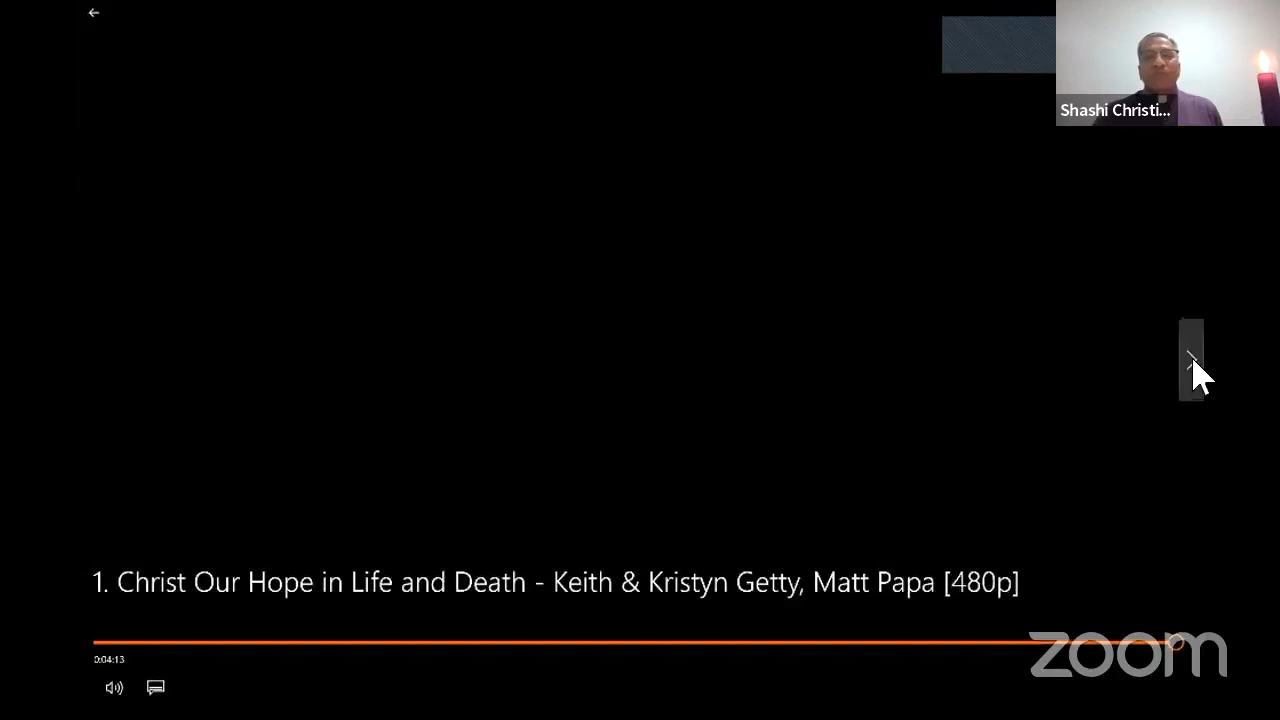 Shashi Christi...
1. Christ Our Hope in Life and Death - Keith & Kristyn Getty, Matt Papa [480p]
0:04:13
zoom